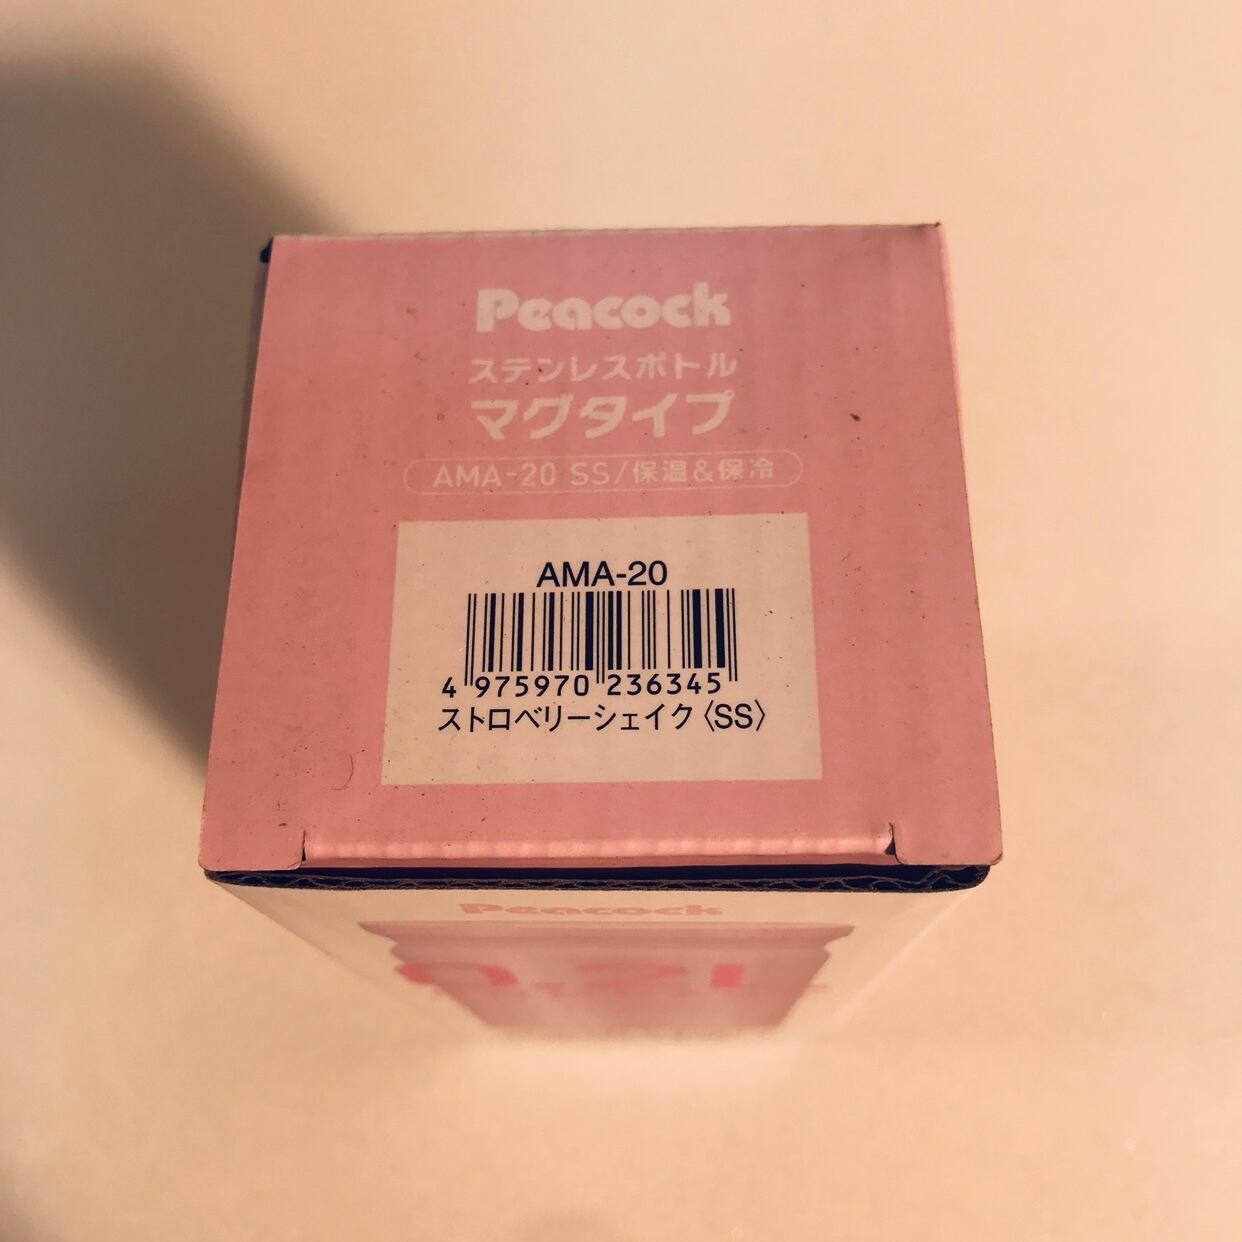 Peacock
ステンレスボトル
マグタイプ
AMA-20 SS/保温&保冷
AMA-20
4 975970 236345
ストロベリーシェイク〈SS〉
Peacock
0.2L